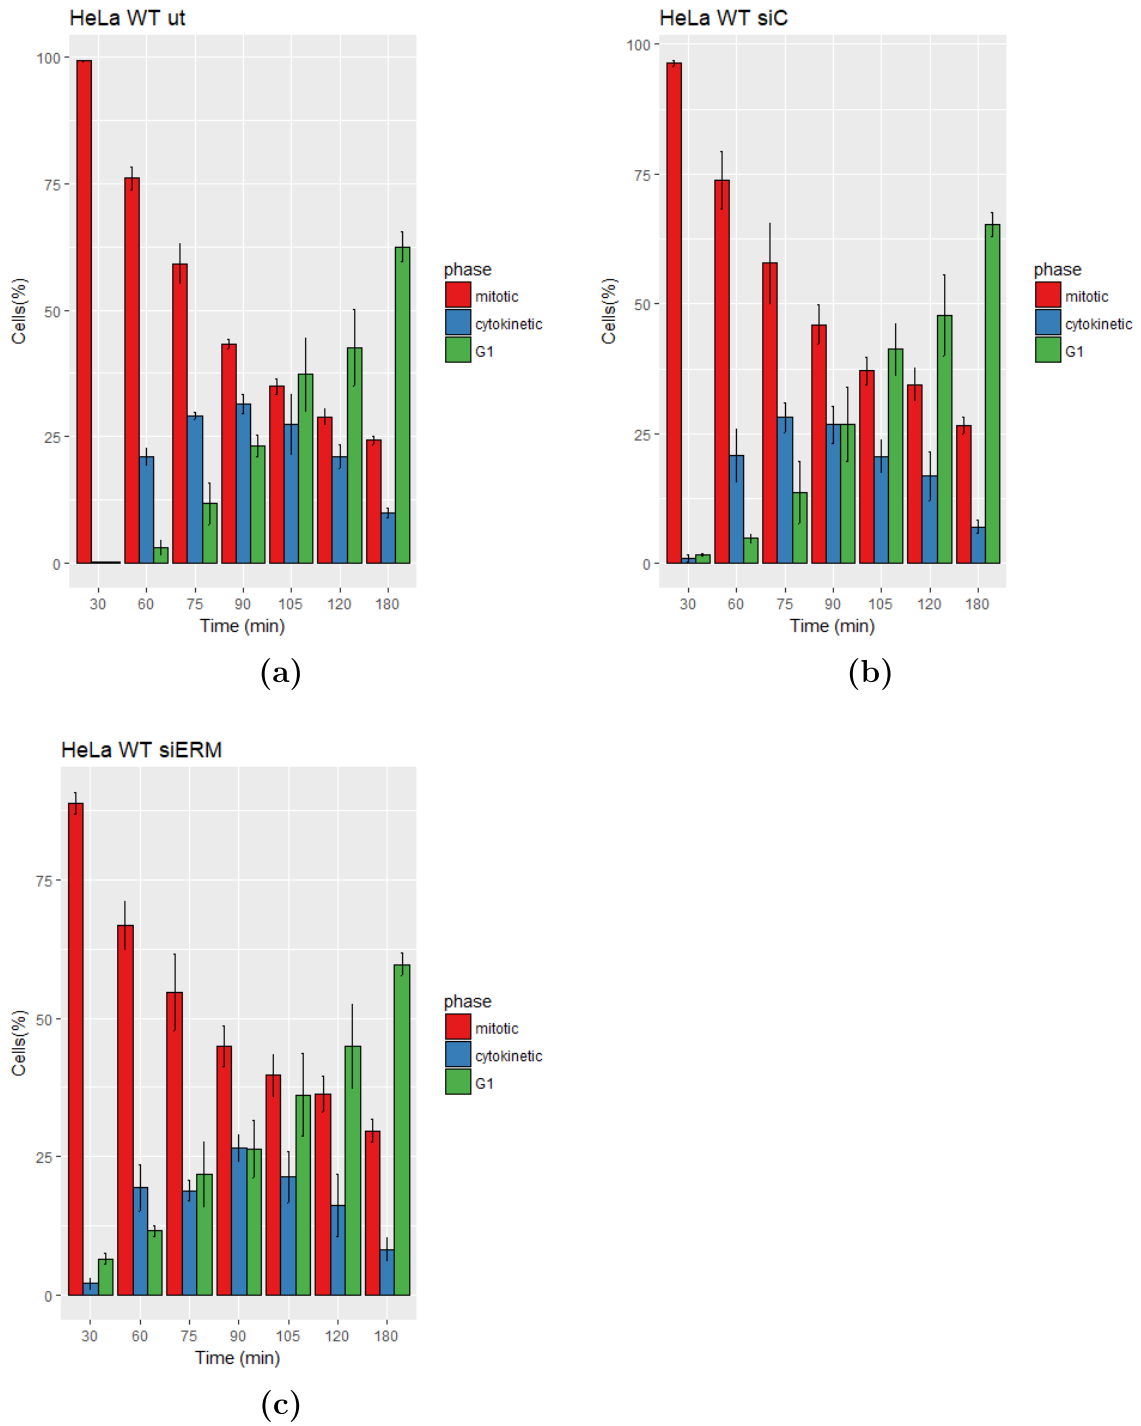 HeLa WT ut
100
75
50
25
0
Cells(%)
30 60 75 90 105 120 180
Time (min)
phase
mitotic
cytokinetic
G1
(a)
HeLa WT siC
100
75
50
25
0
Cells(%)
30 60 75 90 105 120 180
Time (min)
phase
mitotic
cytokinetic
G1
(b)
HeLa WT siERM
75
50
25
0
Cells(%)
30 60 75 90 105 120 180
Time (min)
phase
mitotic
cytokinetic
G1
(c)